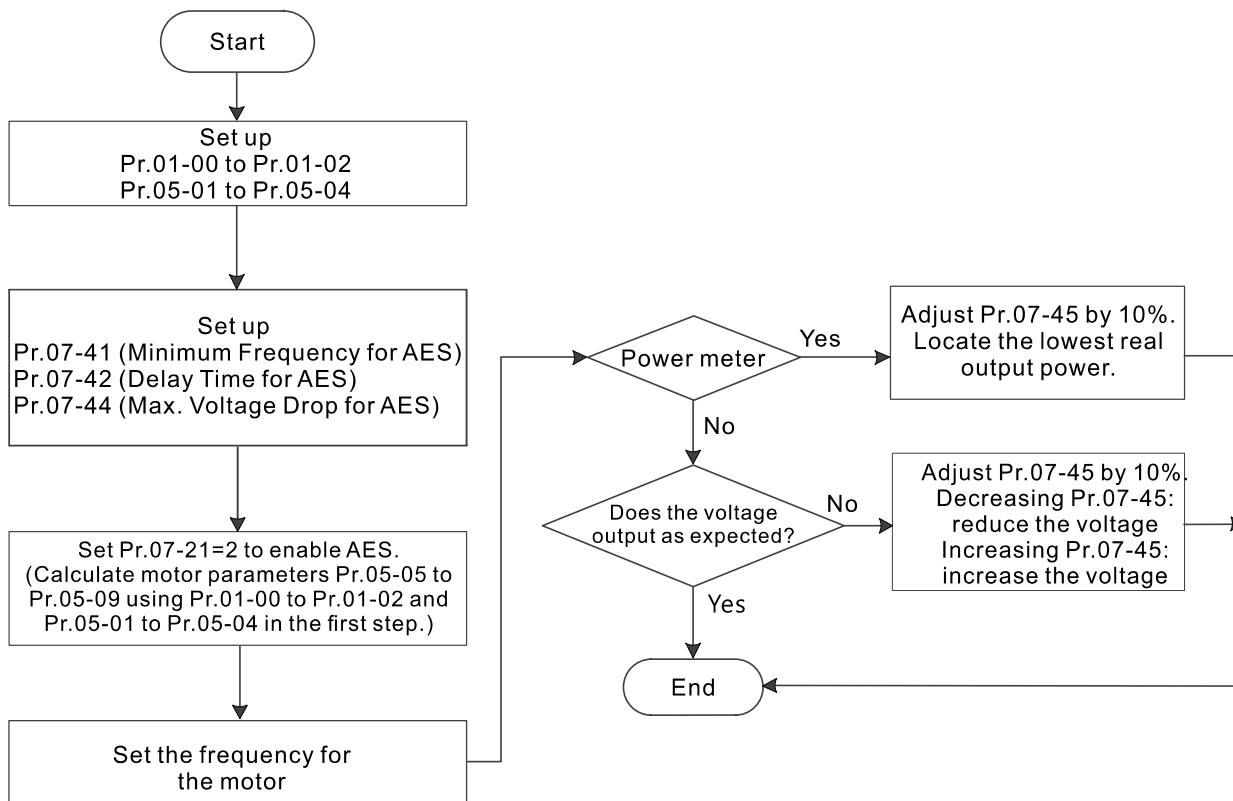 Start
Set up
Pr.01-00 to Pr.01-02
Pr.05-01 to Pr.05-04
Set up
Pr.07-41 (Minimum Frequency for AES)
Pr.07-42 (Delay Time for AES)
Pr.07-44 (Max. Voltage Drop for AES)
Set Pr.07-21=2 to enable AES.
(Calculate motor parameters Pr.05-05 to
Pr.05-09 using Pr.01-00 to Pr.01-02 and
Pr.05-01 to Pr.05-04 in the first step.)
Set the frequency for
the motor
Power meter
Yes
Adjust Pr.07-45 by 10%.
Locate the lowest real
output power.
No
Does the voltage
output as expected?
No
Adjust Pr.07-45 by 10%.
Decreasing Pr.07-45:
reduce the voltage
Increasing Pr.07-45:
increase the voltage
Yes
End